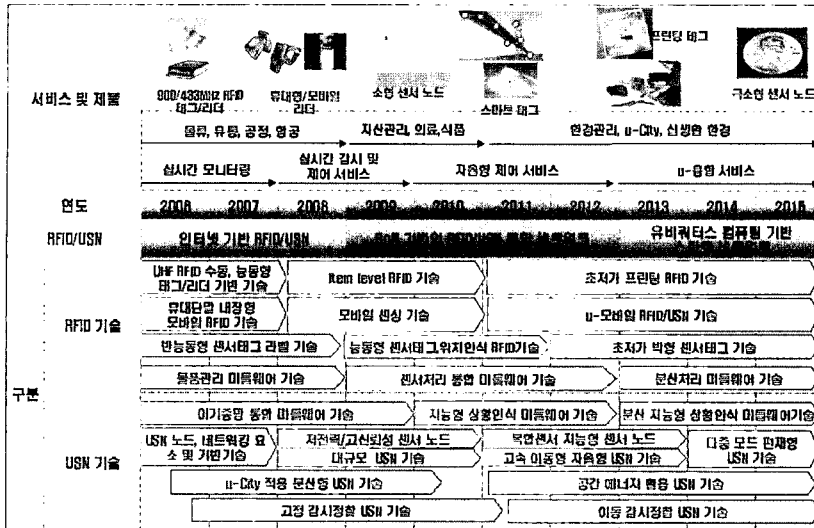 프린팅 태그
서비스 및 제품
900/433MHz RFID
태그/리더
휴대형/모바일
리더
소형 센서 노드
스마트 태그
극소형 센서 노드
물류, 유통, 공정, 항공
자산관리, 의료, 식품
환경관리, u-City, 신생활 환경
실시간 모니터링
실시간 감시 및
제어 서비스
자율형 제어 서비스
u-융합 서비스
연도
2006 2007 2008 2009 2010 2011 2012 2013 2014 2015
RFID/USN
인터넷 기반 RFID/USN
유비쿼터스 컴퓨팅 기반
구분
RFID 기술
UHF RFID 수동, 능동형
태그/리더 기반 기술
Item level RFID 기술
초저가 프린팅 RFID 기술
휴대단말 내장형
모바일 RFID 기술
모바일 센싱 기술
u-모바일 RFID/USN 기술
반능동형 센서태그 라벨 기술
능동형 센서태그,위치인식 RFID기술
초저가 박형 센서태그 기술
물품관리 미들웨어 기술
센서처리 통합 미들웨어 기술
분산처리 미들웨어 기술
이기종망 통합 미들웨어 기술
지능형 상황인식 미들웨어 기술
분산 지능형 상황인식 미들웨어기술
USN 기술
USN 노드, 네트워킹 요
소 및 기반기술
저전력/고신뢰성 센서 노드
대규모 USN 기술
복합센서 지능형 센서 노드
고속 이동형 자율형 USN 기술
다중 모드 편재형
USN 기술
u-City 적용 분산형 USN 기술
공간 에너지 활용 USN 기술
고정 감시정찰 USN 기술
이동 감시정찰 USN 기술